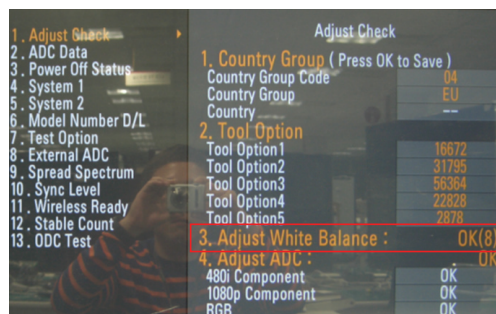 1 . Adjust Check
2 . ADC Data
3 . Power Off Status
4 . System 1
5 . System 2
6 . Model Number D/L
7 . Test Option
8 . External ADC
9 . Spread Spectrum
10 . Sync Level
11 . Wireless Ready
12 . Stable Count
13 . ODC Test
Adjust Check
1. Country Group ( Press OK to Save )
Country Group Code 04
Country Group EU
Country --
2. Tool Option
Tool Option1 16672
Tool Option2 31795
Tool Option3 56364
Tool Option4 22828
Tool Option5 2878
3. Adjust White Balance : OK(8)
4. Adjust ADC : OK
480i Component OK
1080p Component OK
RGB OK